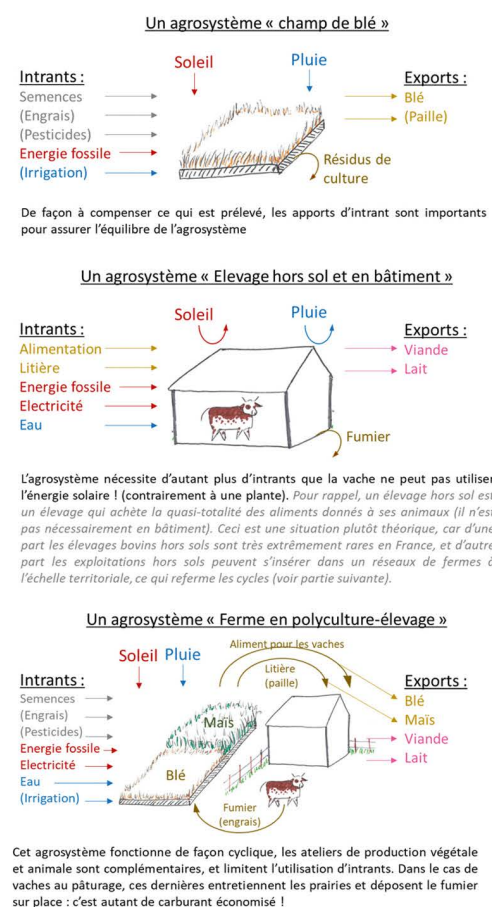 Un agrosystème « champ de blé »
Soleil
Pluie
Intrants :
Semences
(Engrais)
(Pesticides)
Energie fossile
(Irrigation)
Exports :
Blé
(Paille)
Résidus de
culture
De façon à compenser ce qui est prélevé, les apports d’intrant sont importants
pour assurer l’équilibre de l’agrosystème
Un agrosystème « Elevage hors sol et en bâtiment »
Soleil
Pluie
Intrants :
Alimentation
Litière
Energie fossile
Electricité
Eau
Exports :
Viande
Lait
Fumier
L’agrosystème nécessite d’autant plus d’intrants que la vache ne peut pas utiliser
l’énergie solaire ! (contrairement à une plante). Pour rappel, un élevage hors sol est
un élevage qui achète la quasi-totalité des aliments donnés à ses animaux (il n’est
pas nécessairement en bâtiment). Ceci est une situation plutôt théorique, car d’une
part les élevages bovins hors sols sont très extrêmement rares en France, et d’autre
part les exploitations hors sols peuvent s’insérer dans un réseaux de fermes à
l’échelle territoriale, ce qui referme les cycles (voir partie suivante).
Un agrosystème « Ferme en polyculture-élevage »
Aliment pour les vaches
Soleil
Pluie
Litière
(paille)
Intrants :
Semences
(Engrais)
(Pesticides)
Energie fossile
Electricité
Eau
(Irrigation)
Maïs
Blé
Fumier
(engrais)
Exports :
Blé
Maïs
Viande
Lait
Cet agrosystème fonctionne de façon cyclique, les ateliers de production végétale
et animale sont complémentaires, et limitent l’utilisation d’intrants. Dans le cas de
vaches au pâturage, ces dernières entretiennent les prairies et déposent le fumier
sur place : c’est autant de carburant économisé !